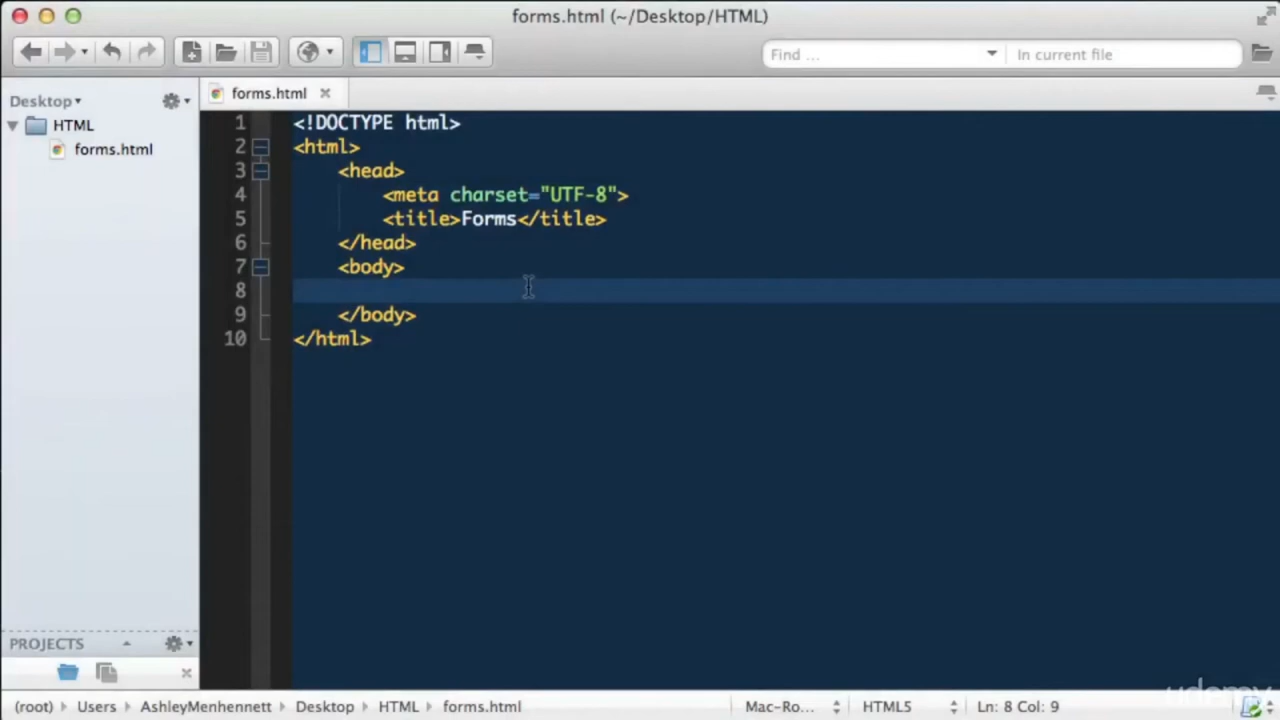 forms.html (~/Desktop/HTML)
Find ...
In current file
Desktop
forms.html
HTML
forms.html
1 <!DOCTYPE html>
2 <html>
3 <head>
4 <meta charset="UTF-8">
5 <title>Forms</title>
6 </head>
7 <body>
8
9 </body>
10 </html>
PROJECTS
udemy
(root) Users AshleyMenhennett Desktop HTML forms.html Mac-Ro... HTML5 Ln: 8 Col: 9